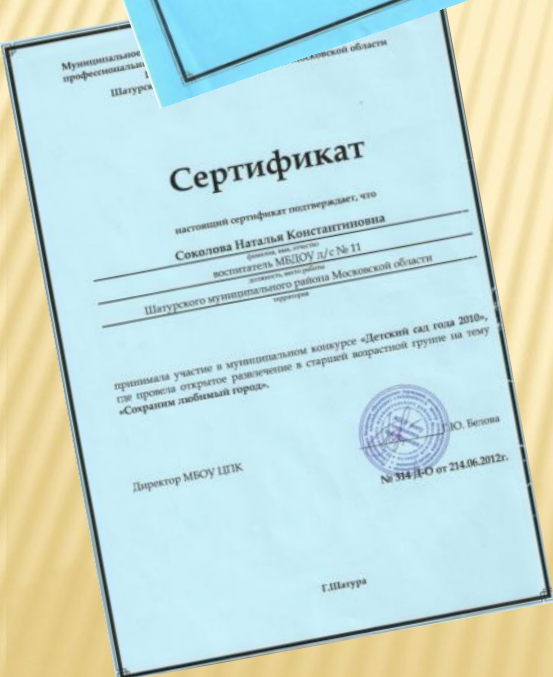 Муниципальное
профессионально московской области
Шатурск
Сертификат
настоящий сертификат подтверждает, что
Соколова Наталья Константиновна
фамилия, имя, отчество
воспитатель МБДОУ д/с № 11
должность, место работы
Шатурского муниципального района Московской области
территория
принимала участие в муниципальном конкурсе «Детский сад года 2010»,
где провела открытое развлечение в старшей возрастной группе на тему
«Сохраним любимый город».
Ю. Белова
Директор МБОУ ЦПК
№ 314 Д-О от 214.06.2012г.
Г.Шатура